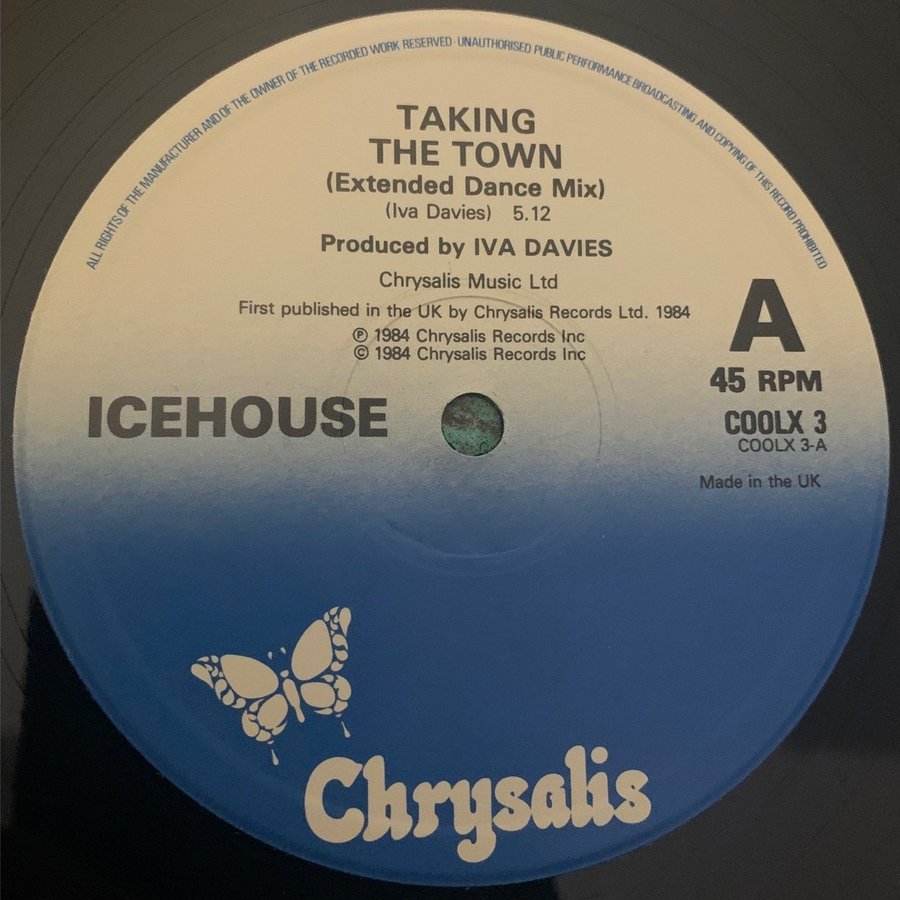 ALL RIGHTS OF THE MANUFACTURER AND OF THE OWNER OF THE RECORDED WORK RESERVED · UNAUTHORISED PUBLIC PERFORMANCE BROADCASTING AND COPYING OF THIS RECORD PROHIBITED
TAKING
THE TOWN
(Extended Dance Mix)
(Iva Davies) 5.12
Produced by IVA DAVIES
Chrysalis Music Ltd
First published in the UK by Chrysalis Records Ltd. 1984
℗ 1984 Chrysalis Records Inc
© 1984 Chrysalis Records Inc
A
45 RPM
ICEHOUSE
COOLX 3
COOLX 3-A
Made in the UK
Chrysalis